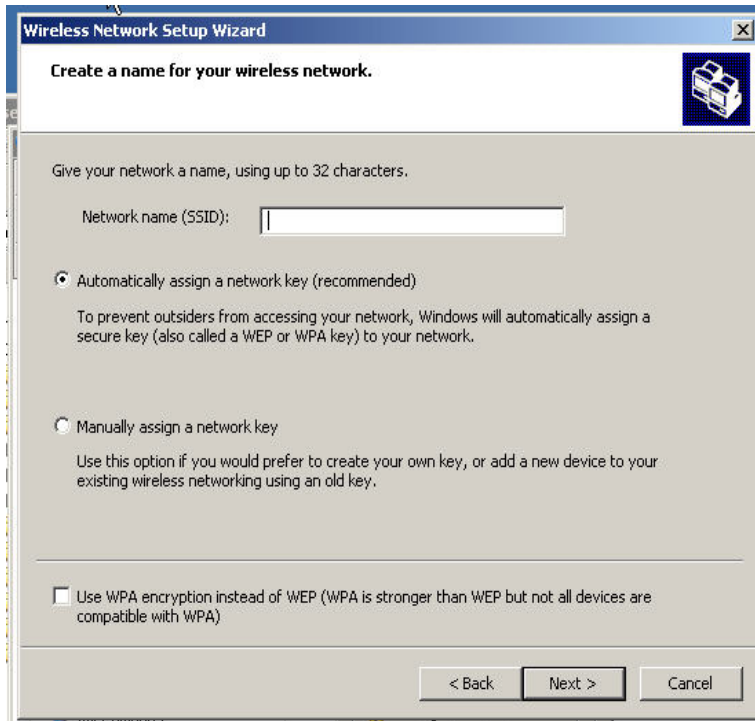 Wireless Network Setup Wizard
Create a name for your wireless network.
Give your network a name, using up to 32 characters.
Network name (SSID):
Automatically assign a network key (recommended)
To prevent outsiders from accessing your network, Windows will automatically assign a
secure key (also called a WEP or WPA key) to your network.
Manually assign a network key
Use this option if you would prefer to create your own key, or add a new device to your
existing wireless networking using an old key.
Use WPA encryption instead of WEP (WPA is stronger than WEP but not all devices are
compatible with WPA)
< Back Next > Cancel